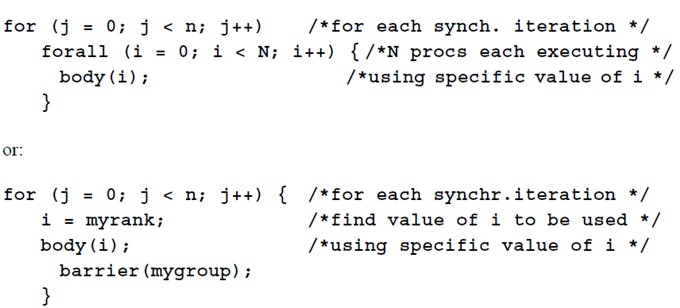 for (j = 0; j < n; j++)    /*for each synch. iteration */
   forall (i = 0; i < N; i++) { /*N procs each executing */
     body(i);                  /*using specific value of i */
   }
or:
for (j = 0; j < n; j++) {  /*for each synchr.iteration */
   i = myrank;             /*find value of i to be used */
   body(i);                /*using specific value of i */
     barrier(mygroup);
   }